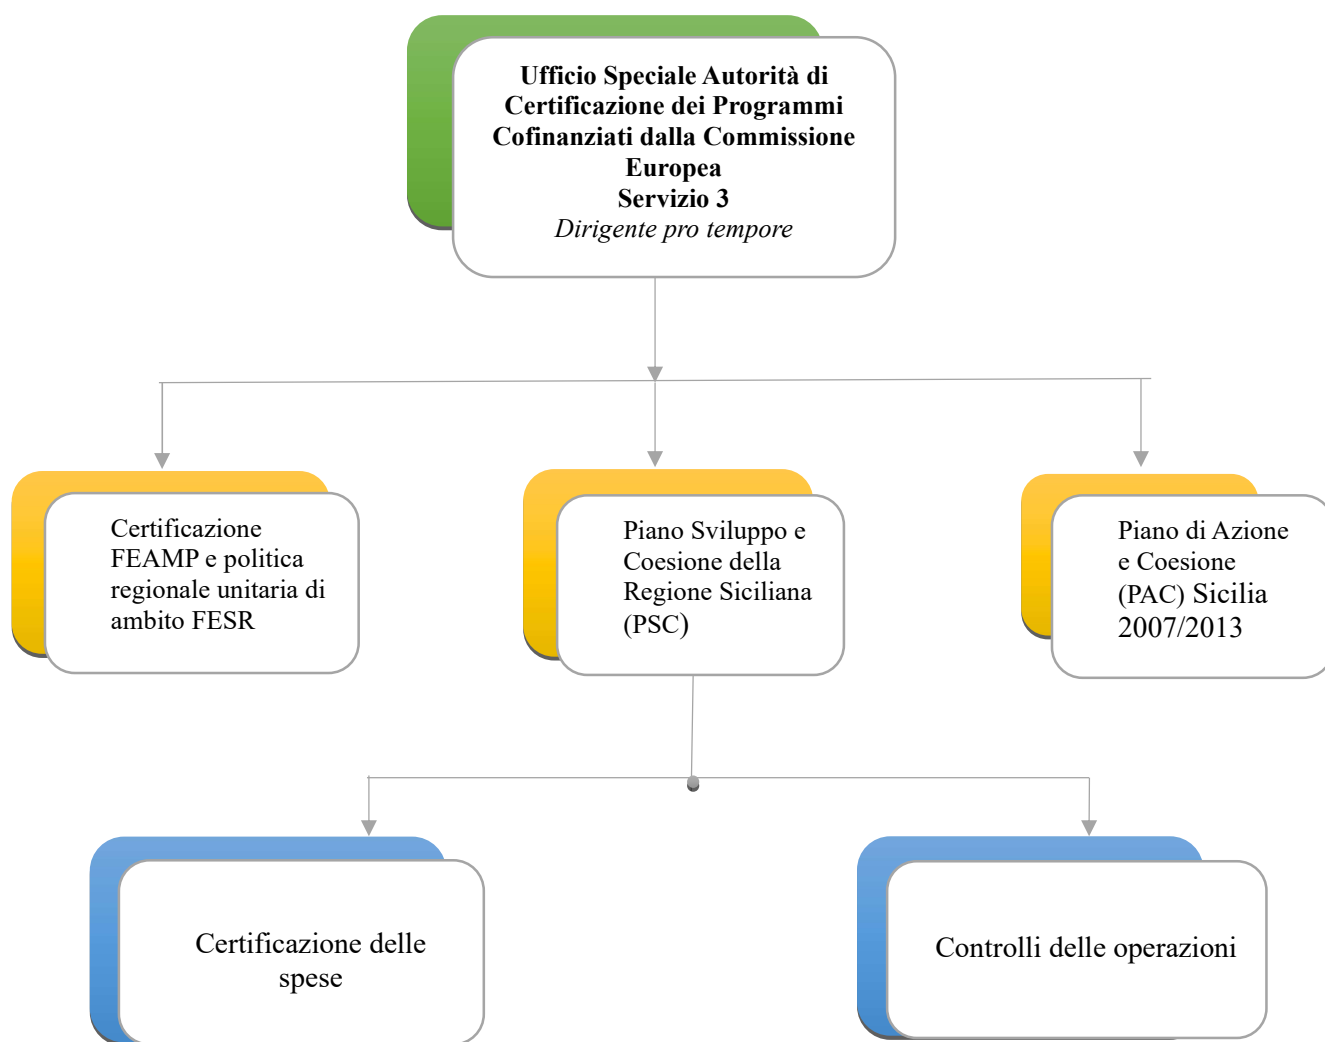 Ufficio Speciale Autorità di
Certificazione dei Programmi
Cofinanziati dalla Commissione
Europea
Servizio 3
Dirigente pro tempore
Certificazione
FEAMP e politica
regionale unitaria di
ambito FESR
Piano Sviluppo e
Coesione della
Regione Siciliana
(PSC)
Piano di Azione
e Coesione
(PAC) Sicilia
2007/2013
Certificazione delle
spese
Controlli delle operazioni